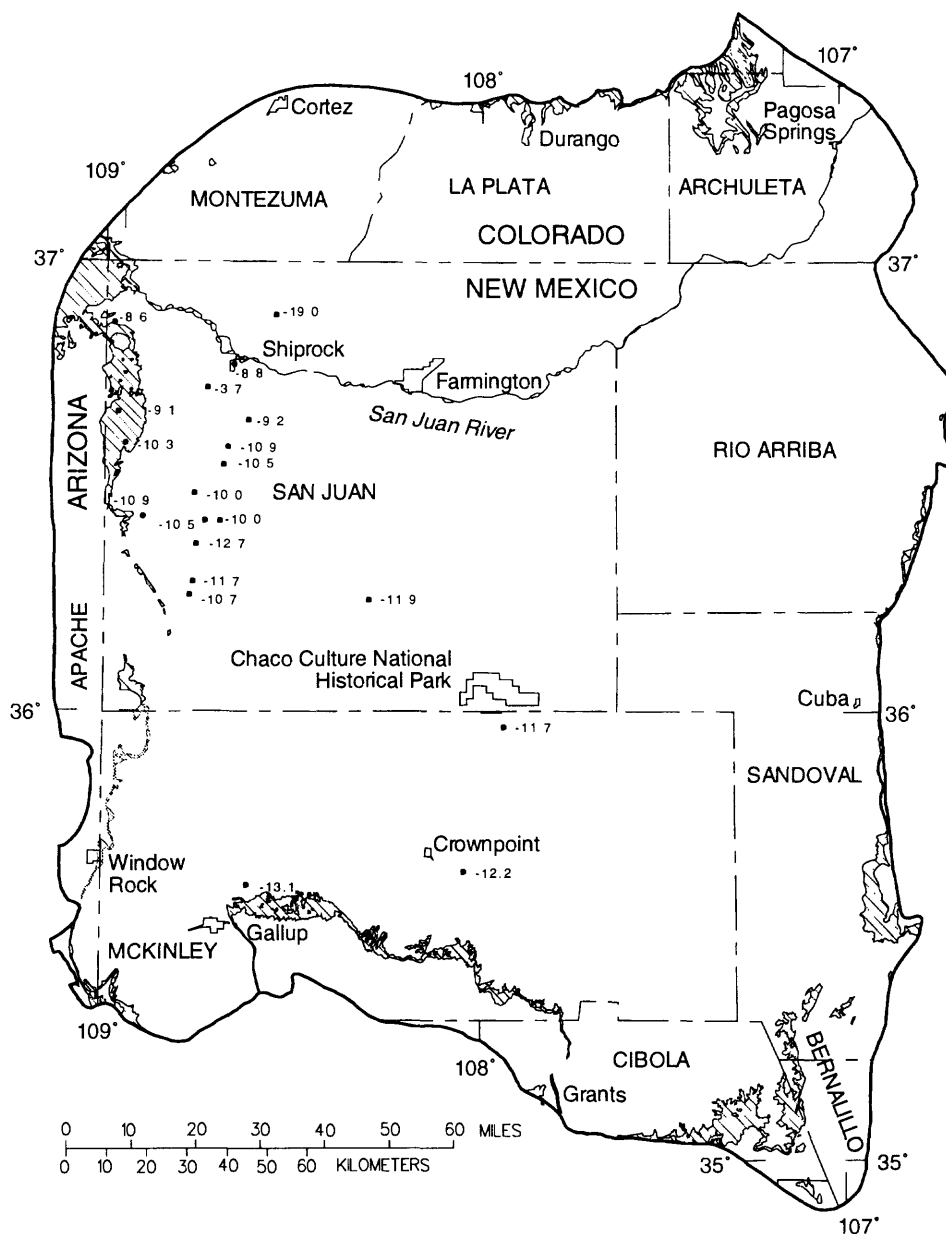 107°
108°
Cortez
Pagosa
Springs
Durango
109°
MONTEZUMA
LA PLATA
ARCHULETA
COLORADO
37°
37°
NEW MEXICO
-8 6
-19 0
Shiprock
-8 8
Farmington
-3 7
San Juan River
-9 1
-9 2
ARIZONA
-10 3
-10 9
RIO ARRIBA
-10 5
-10 9
-10 0
SAN JUAN
-10 5
-10 0
-12 7
-11 7
-10 7
-11 9
APACHE
Chaco Culture National
Historical Park
Cuba
36°
36°
-11 7
SANDOVAL
Crownpoint
Window
Rock
-12.2
-13.1
Gallup
MCKINLEY
109°
108°
CIBOLA
BERNALILLO
Grants
0 10 20 30 40 50 60 MILES
0 10 20 30 40 50 60 KILOMETERS
35°
35°
107°